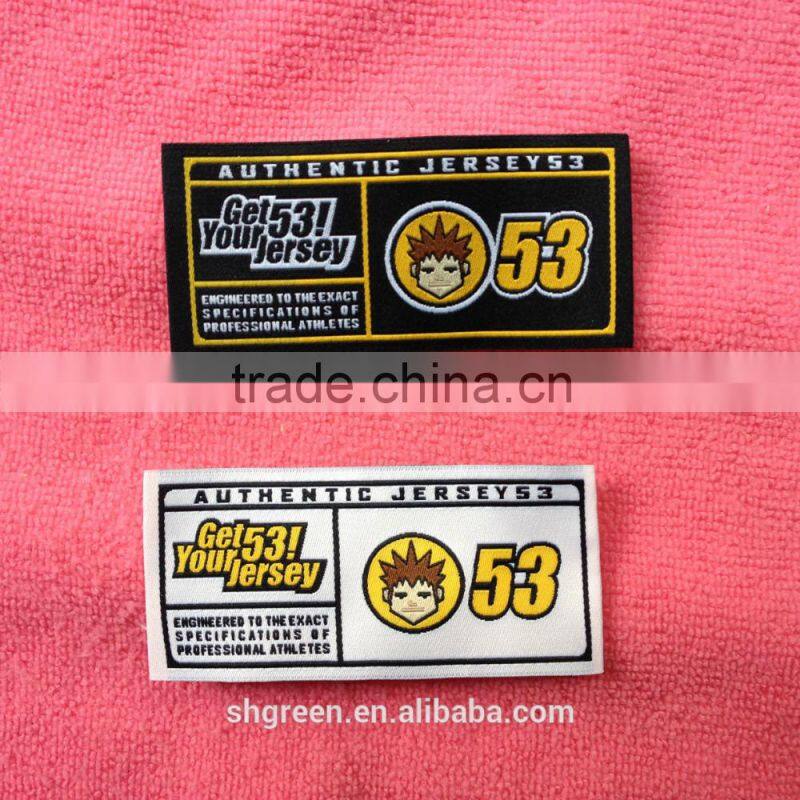 AUTHENTIC JERSEY53
Get 53!
Your Jersey
53
ENGINEERED TO THE EXACT
SPECIFICATIONS OF
PROFESSIONAL ATHLETES
trade.china.cn
AUTHENTIC JERSEY53
Get 53!
Your Jersey
53
ENGINEERED TO THE EXACT
SPECIFICATIONS OF
PROFESSIONAL ATHLETES
shgreen.en.alibaba.com